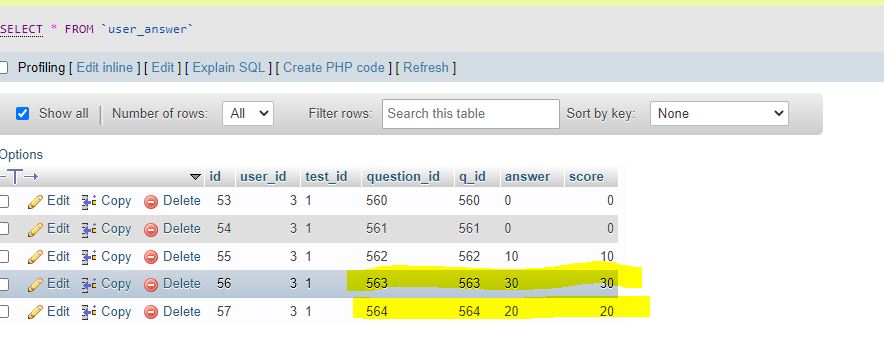 SELECT * FROM `user_answer`
Profiling [ Edit inline ] [ Edit ] [ Explain SQL ] [ Create PHP code ] [ Refresh ]
Show all Number of rows: All Filter rows: Search this table Sort by key: None
Options
id user_id test_id question_id q_id answer score
Edit Copy Delete 53 3 1 560 560 0 0
Edit Copy Delete 54 3 1 561 561 0 0
Edit Copy Delete 55 3 1 562 562 10 10
Edit Copy Delete 56 3 1 563 563 30 30
Edit Copy Delete 57 3 1 564 564 20 20